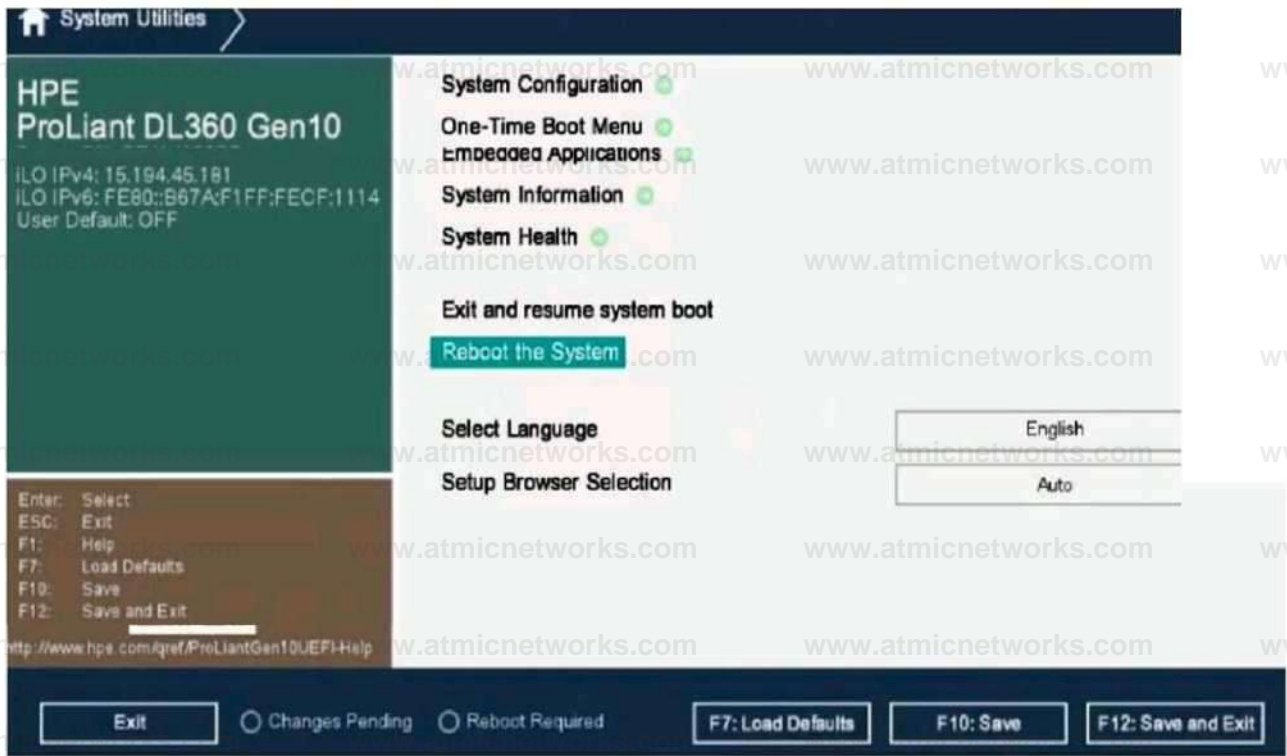 System Utilities
HPE
ProLiant DL360 Gen10
iLO IPv4: 15.194.45.181
iLO IPv6: FE80::B67A:F1FF:FECF:1114
User Default: OFF
System Configuration
One-Time Boot Menu
Embedded Applications
System Information
System Health
Exit and resume system boot
Reboot the System
Select Language
English
Setup Browser Selection
Auto
Enter: Select
ESC: Exit
F1: Help
F7: Load Defaults
F10: Save
F12: Save and Exit
http://www.hpe.com/qref/ProLiantGen10UEFI-Help
Exit
Changes Pending
Reboot Required
F7: Load Defaults
F10: Save
F12: Save and Exit
www.atmicnetworks.com